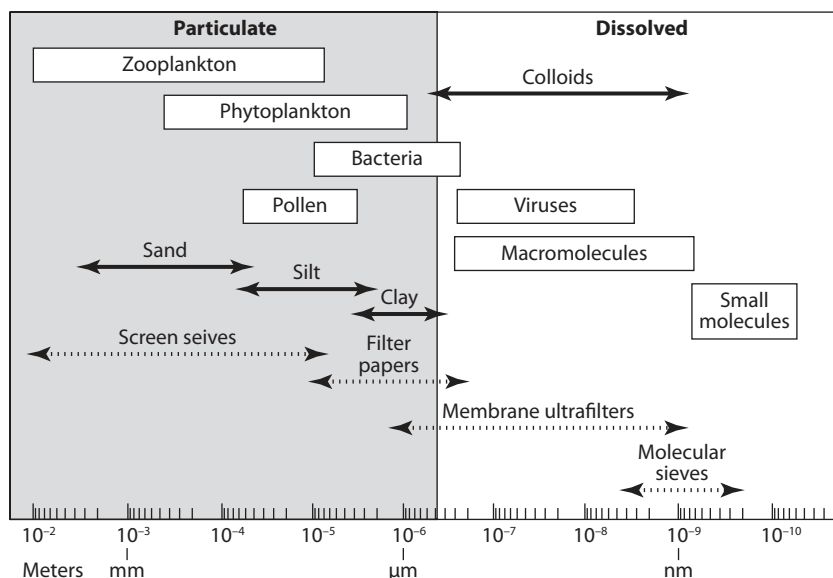 Particulate Dissolved
Zooplankton
Colloids
Phytoplankton
Bacteria
Pollen Viruses
Sand Macromolecules
Silt
Clay Small
molecules
Screen seives Filter
papers
Membrane ultrafilters
Molecular
sieves
10⁻² 10⁻³ 10⁻⁴ 10⁻⁵ 10⁻⁶ 10⁻⁷ 10⁻⁸ 10⁻⁹ 10⁻¹⁰
Meters mm μm nm